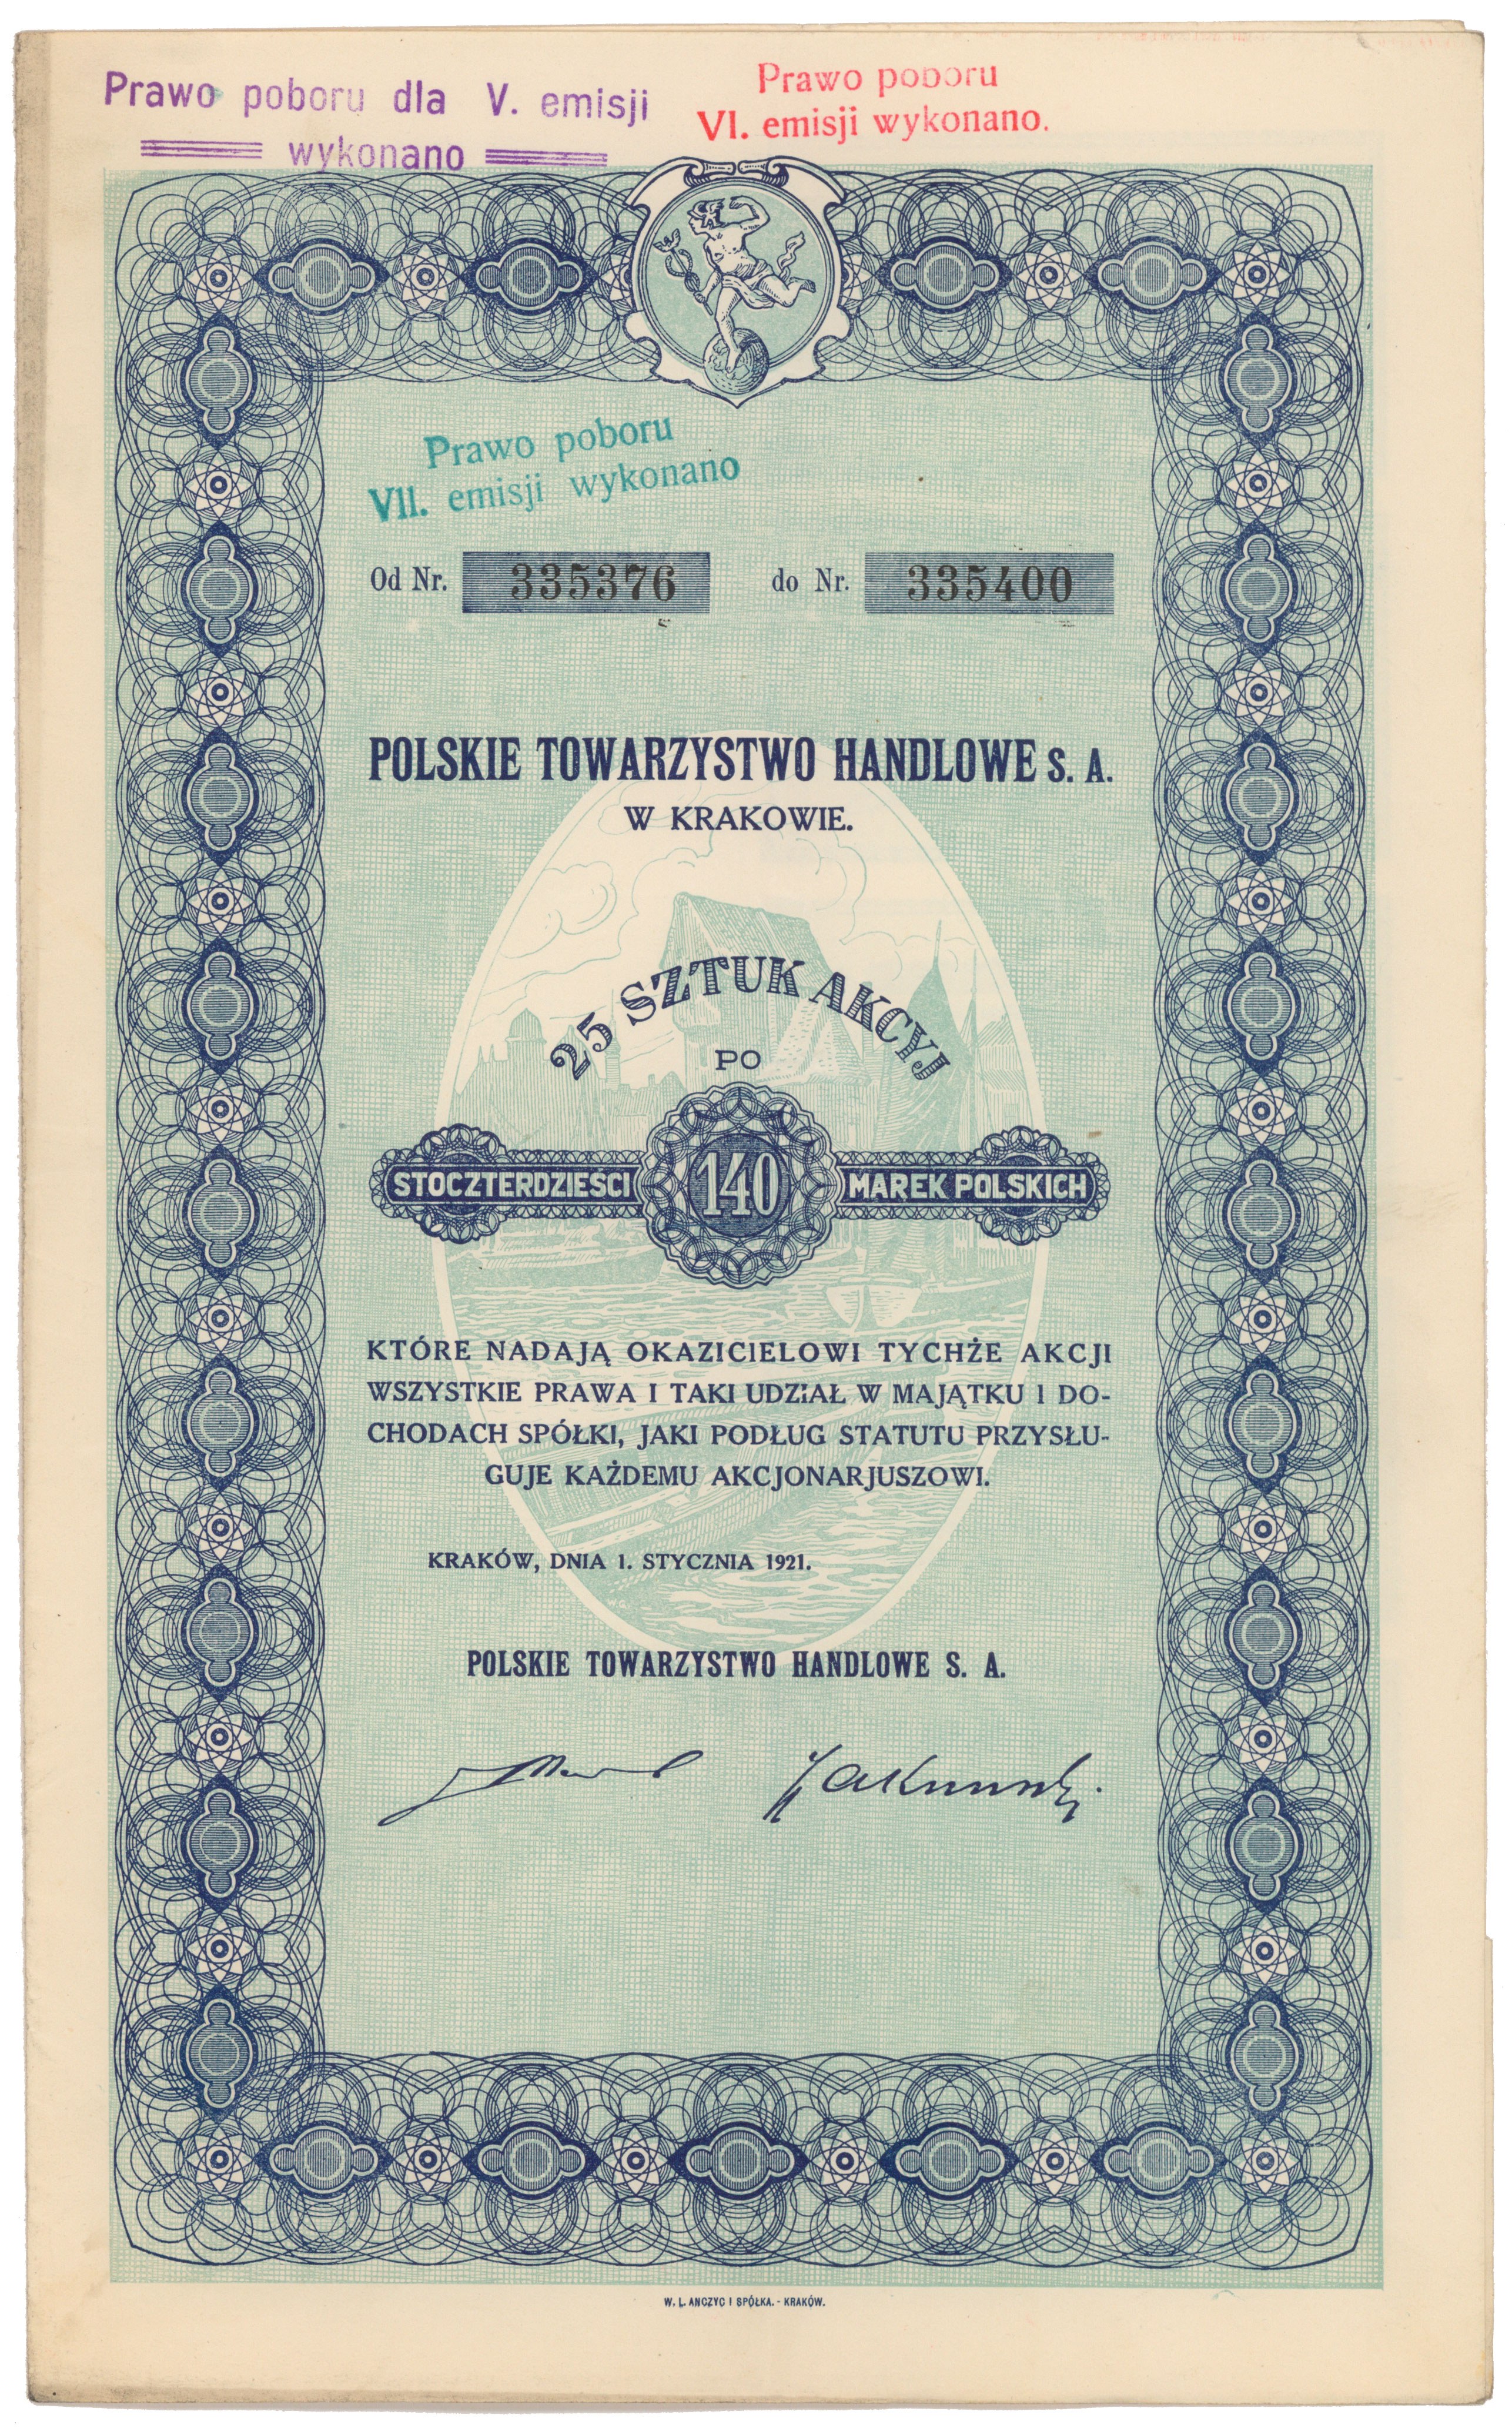 Prawo poboru dla V. emisji
wykonano
Prawo poboru
VI. emisji wykonano.
Prawo poboru
VII. emisji wykonano
Od Nr. 335376 do Nr. 335400
POLSKIE TOWARZYSTWO HANDLOWE S. A.
W KRAKOWIE.
25 SZTUK AKCYJ
PO
STOCZTERDZIEŚCI 140 MAREK POLSKICH
KTÓRE NADAJĄ OKAZICIELOWI TYCHŻE AKCJI
WSZYSTKIE PRAWA I TAKI UDZIAŁ W MAJĄTKU I DO-
CHODACH SPÓŁKI, JAKI PODŁUG STATUTU PRZYSŁU-
GUJE KAŻDEMU AKCJONARJUSZOWI.
KRAKÓW, DNIA 1. STYCZNIA 1921.
W. G.
POLSKIE TOWARZYSTWO HANDLOWE S. A.
W. L. ANCZYC I SPÓŁKA. - KRAKÓW.